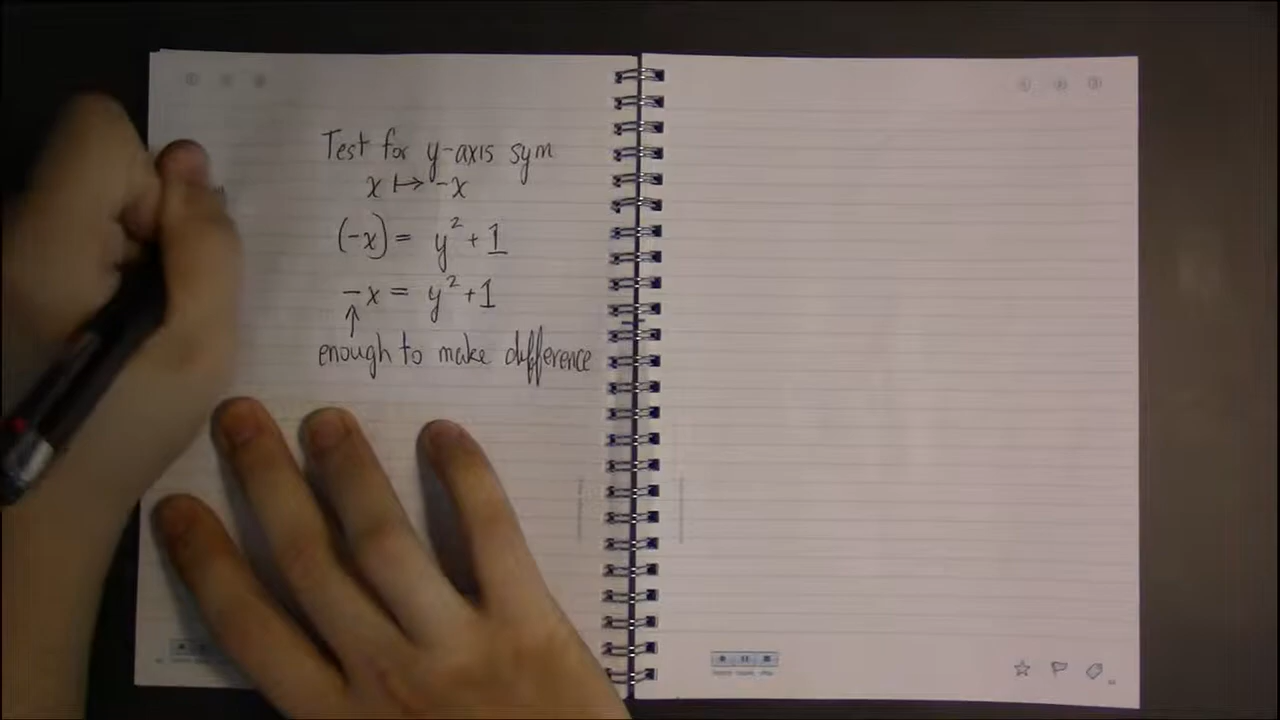 Test for y-axis sym
x ↦ -x
(-x) = y² + 1
-x = y² + 1
↑
enough to make difference